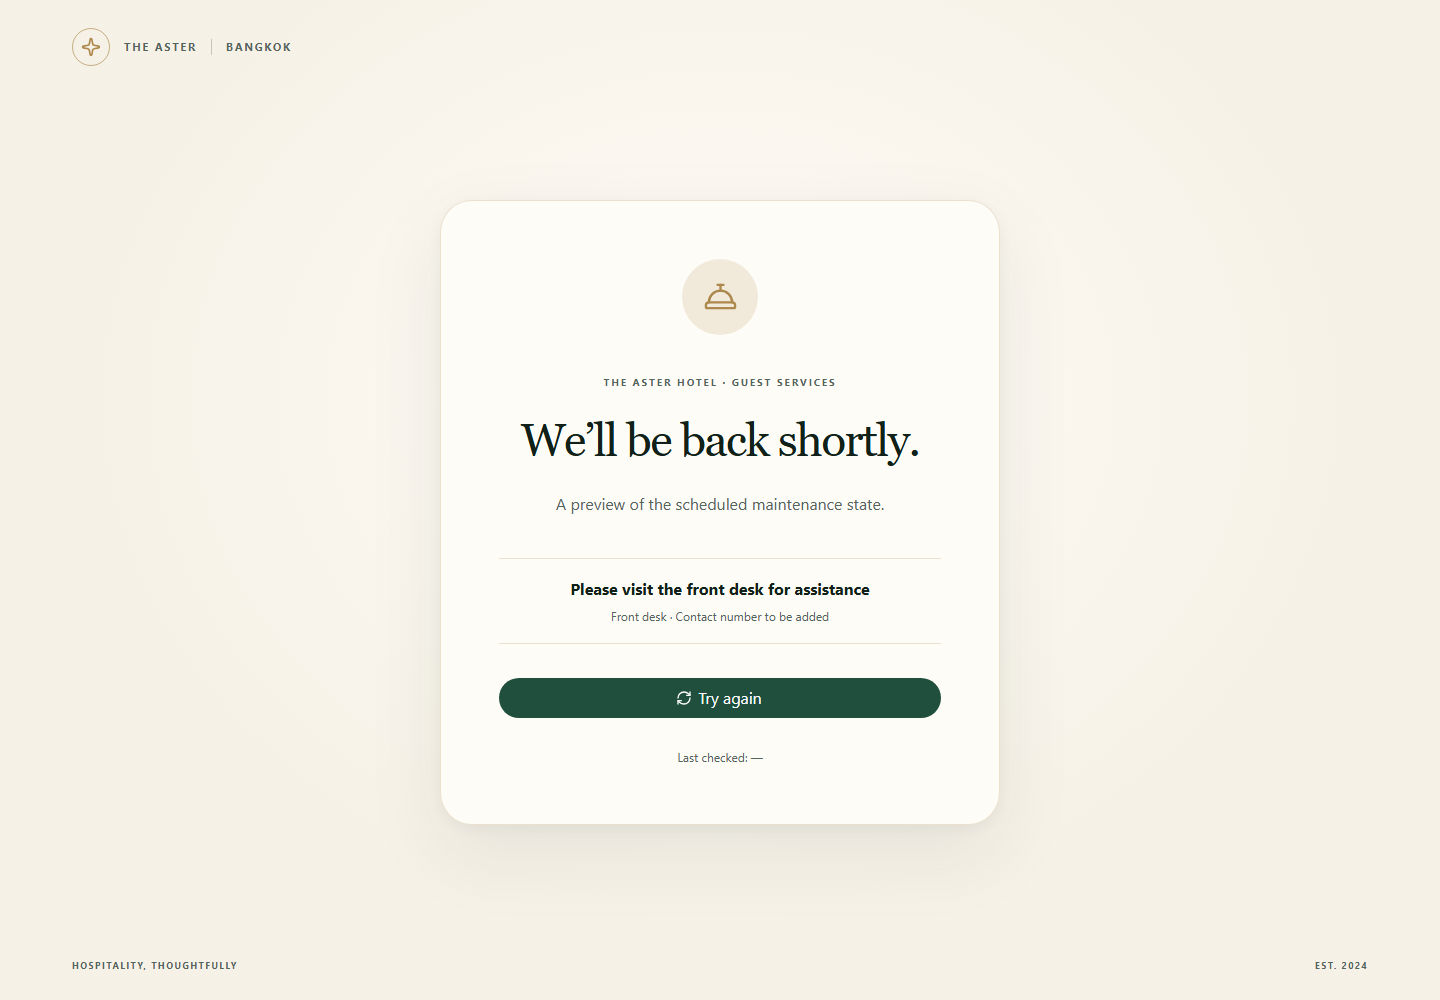 THE ASTER | BANGKOK
THE ASTER HOTEL · GUEST SERVICES
We’ll be back shortly.
A preview of the scheduled maintenance state.
Please visit the front desk for assistance
Front desk · Contact number to be added
Try again
Last checked: —
HOSPITALITY, THOUGHTFULLY
EST. 2024